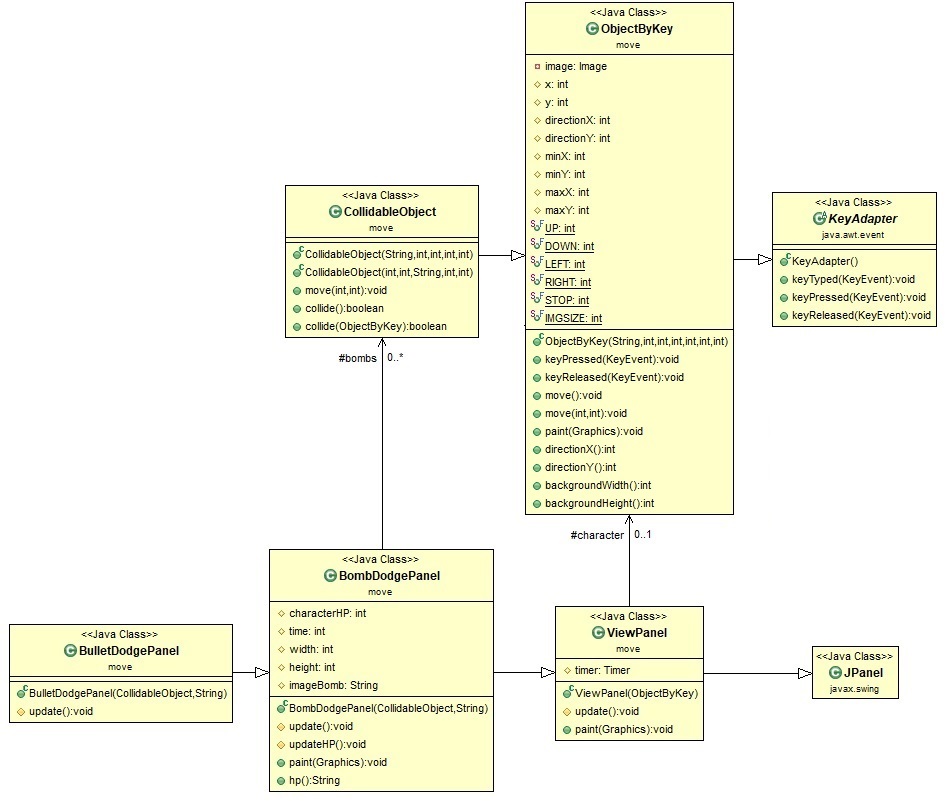 <<Java Class>>
ObjectByKey
move
image: Image
x: int
y: int
directionX: int
directionY: int
minX: int
minY: int
maxX: int
maxY: int
UP: int
DOWN: int
LEFT: int
RIGHT: int
STOP: int
IMGSIZE: int
ObjectByKey(String,int,int,int,int,int,int)
keyPressed(KeyEvent):void
keyReleased(KeyEvent):void
move():void
move(int,int):void
paint(Graphics):void
directionX():int
directionY():int
backgroundWidth():int
backgroundHeight():int
<<Java Class>>
CollidableObject
move
CollidableObject(String,int,int,int,int)
CollidableObject(int,int,String,int,int)
move(int,int):void
collide():boolean
collide(ObjectByKey):boolean
<<Java Class>>
KeyAdapter
java.awt.event
KeyAdapter()
keyTyped(KeyEvent):void
keyPressed(KeyEvent):void
keyReleased(KeyEvent):void
#bombs 0..*
#character 0..1
<<Java Class>>
BulletDodgePanel
move
BulletDodgePanel(CollidableObject,String)
update():void
<<Java Class>>
BombDodgePanel
move
characterHP: int
time: int
width: int
height: int
imageBomb: String
BombDodgePanel(CollidableObject,String)
update():void
updateHP():void
paint(Graphics):void
hp():String
<<Java Class>>
ViewPanel
move
timer: Timer
ViewPanel(ObjectByKey)
update():void
paint(Graphics):void
<<Java Class>>
JPanel
javax.swing